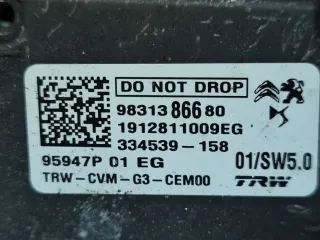 DO NOT DROP
98313 866 80
1912811009EG
334539-158
95947P 01 EG
01/SW5.0
TRW-CVM-G3-CEM00
TRW